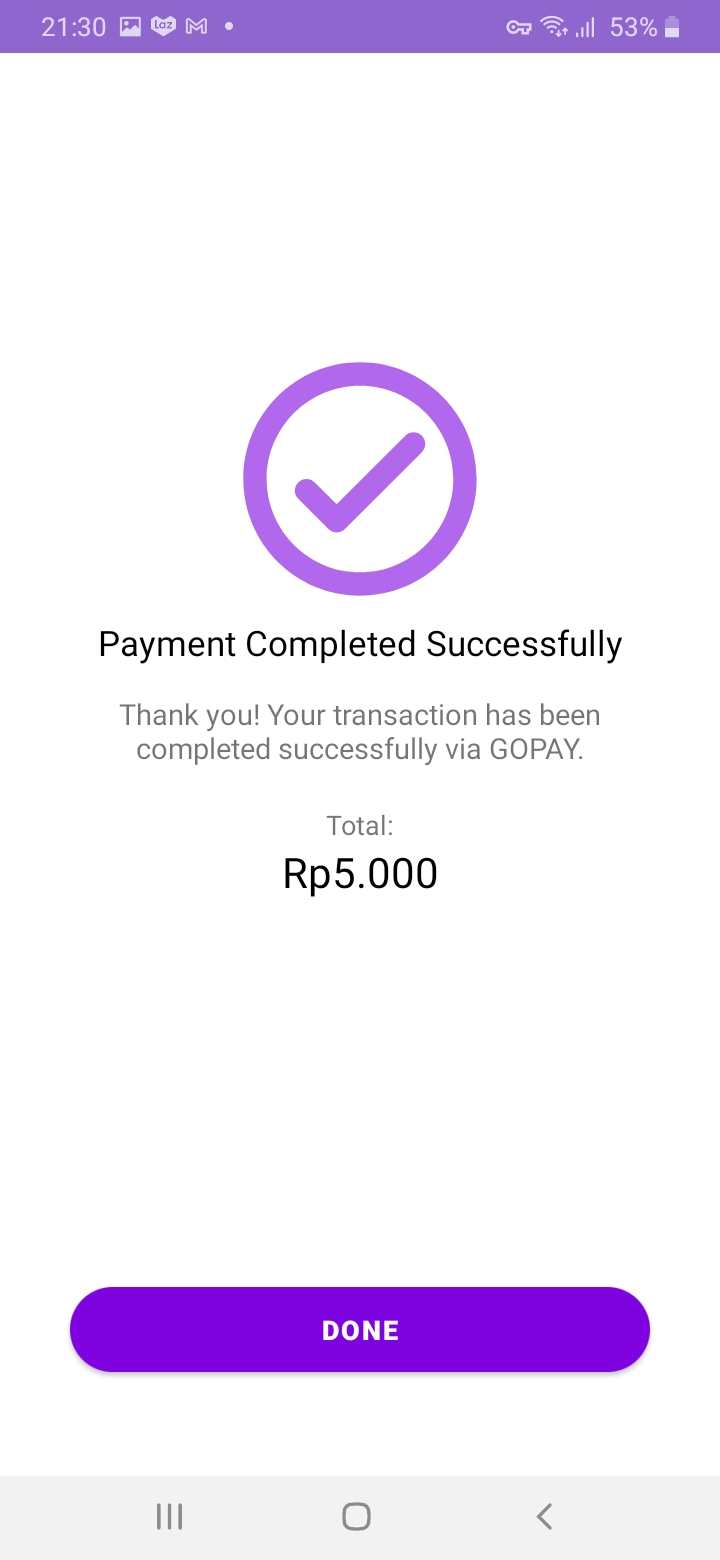 21:30 Laz 53%
Payment Completed Successfully
Thank you! Your transaction has been
completed successfully via GOPAY.
Total:
Rp5.000
DONE